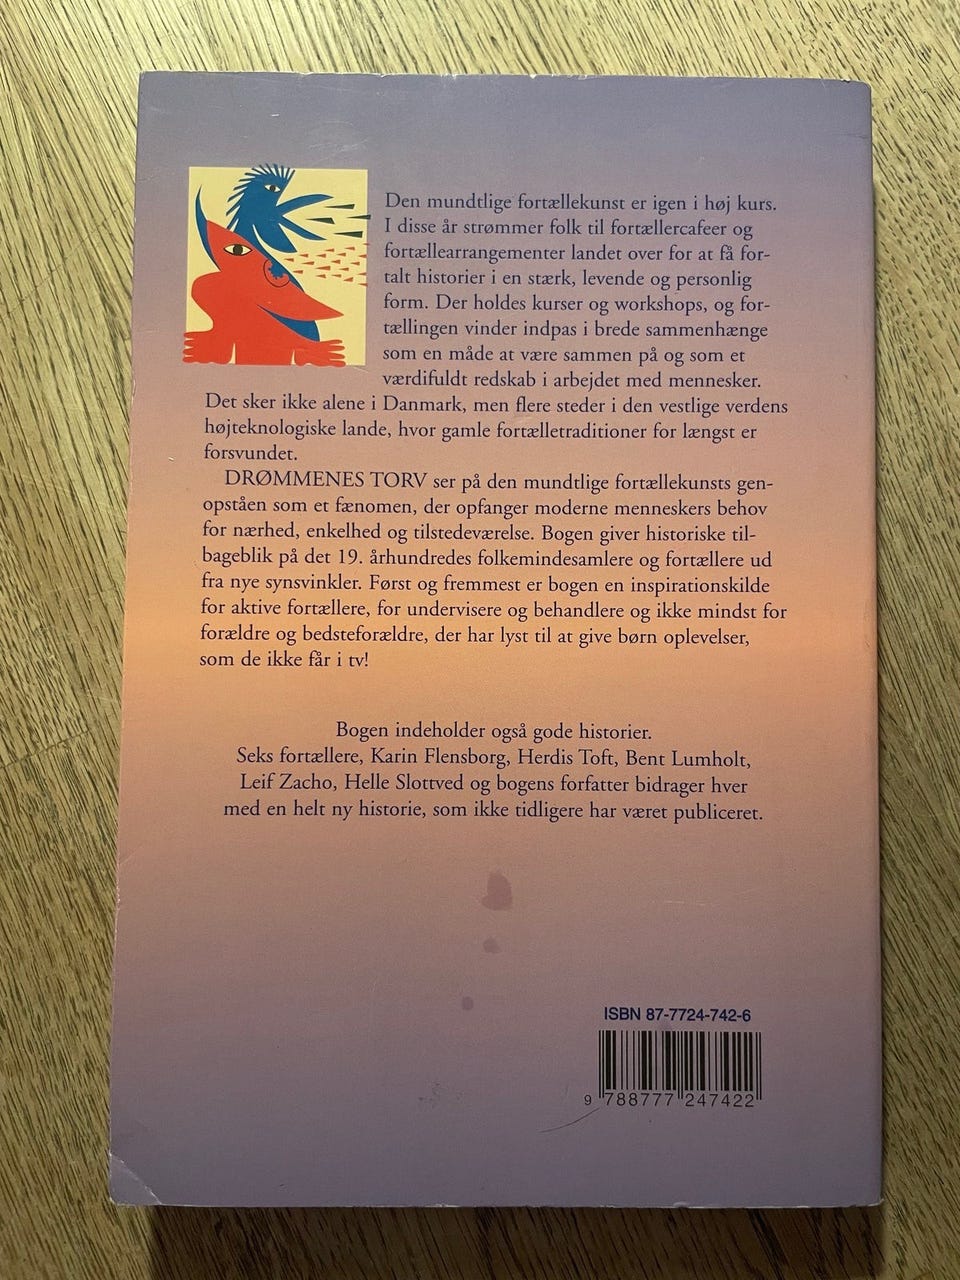 Den mundtlige fortællekunst er igen i høj kurs.
I disse år strømmer folk til fortællercafeer og
fortællearrangementer landet over for at få for-
talt historier i en stærk, levende og personlig
form. Der holdes kurser og workshops, og for-
tællingen vinder indpas i brede sammenhænge
som en måde at være sammen på og som et
værdifuldt redskab i arbejdet med mennesker.
Det sker ikke alene i Danmark, men flere steder i den vestlige verdens
højteknologiske lande, hvor gamle fortælletraditioner for længst er
forsvundet.
DRØMMENES TORV ser på den mundtlige fortællekunsts gen-
opståen som et fænomen, der opfanger moderne menneskers behov
for nærhed, enkelhed og tilstedeværelse. Bogen giver historiske til-
bageblik på det 19. århundredes folkemindesamlere og fortællere ud
fra nye synsvinkler. Først og fremmest er bogen en inspirationskilde
for aktive fortællere, for undervisere og behandlere og ikke mindst for
forældre og bedsteforældre, der har lyst til at give børn oplevelser,
som de ikke får i tv!
Bogen indeholder også gode historier.
Seks fortællere, Karin Flensborg, Herdis Toft, Bent Lumholt,
Leif Zacho, Helle Slottved og bogens forfatter bidrager hver
med en helt ny historie, som ikke tidligere har været publiceret.
ISBN 87-7724-742-6
9 788777 247422